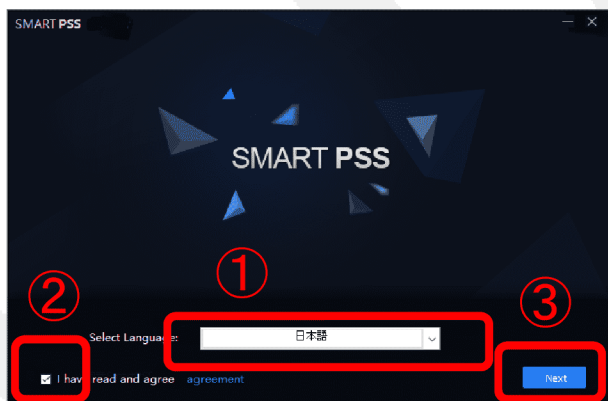 SMART PSS
SMART PSS
①
②
③
Select Language: 日本語
I have read and agree agreement
Next